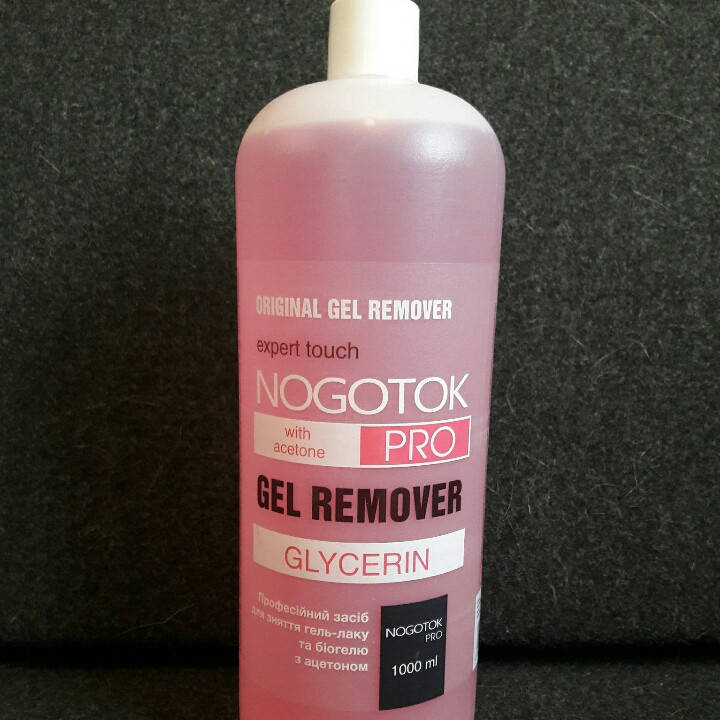 ORIGINAL GEL REMOVER
expert touch
NOGOTOK
with
acetone
PRO
GEL REMOVER
GLYCERIN
Професійний засіб
для зняття гель-лаку
та біогелю
з ацетоном
NOGOTOK
PRO
1000 ml